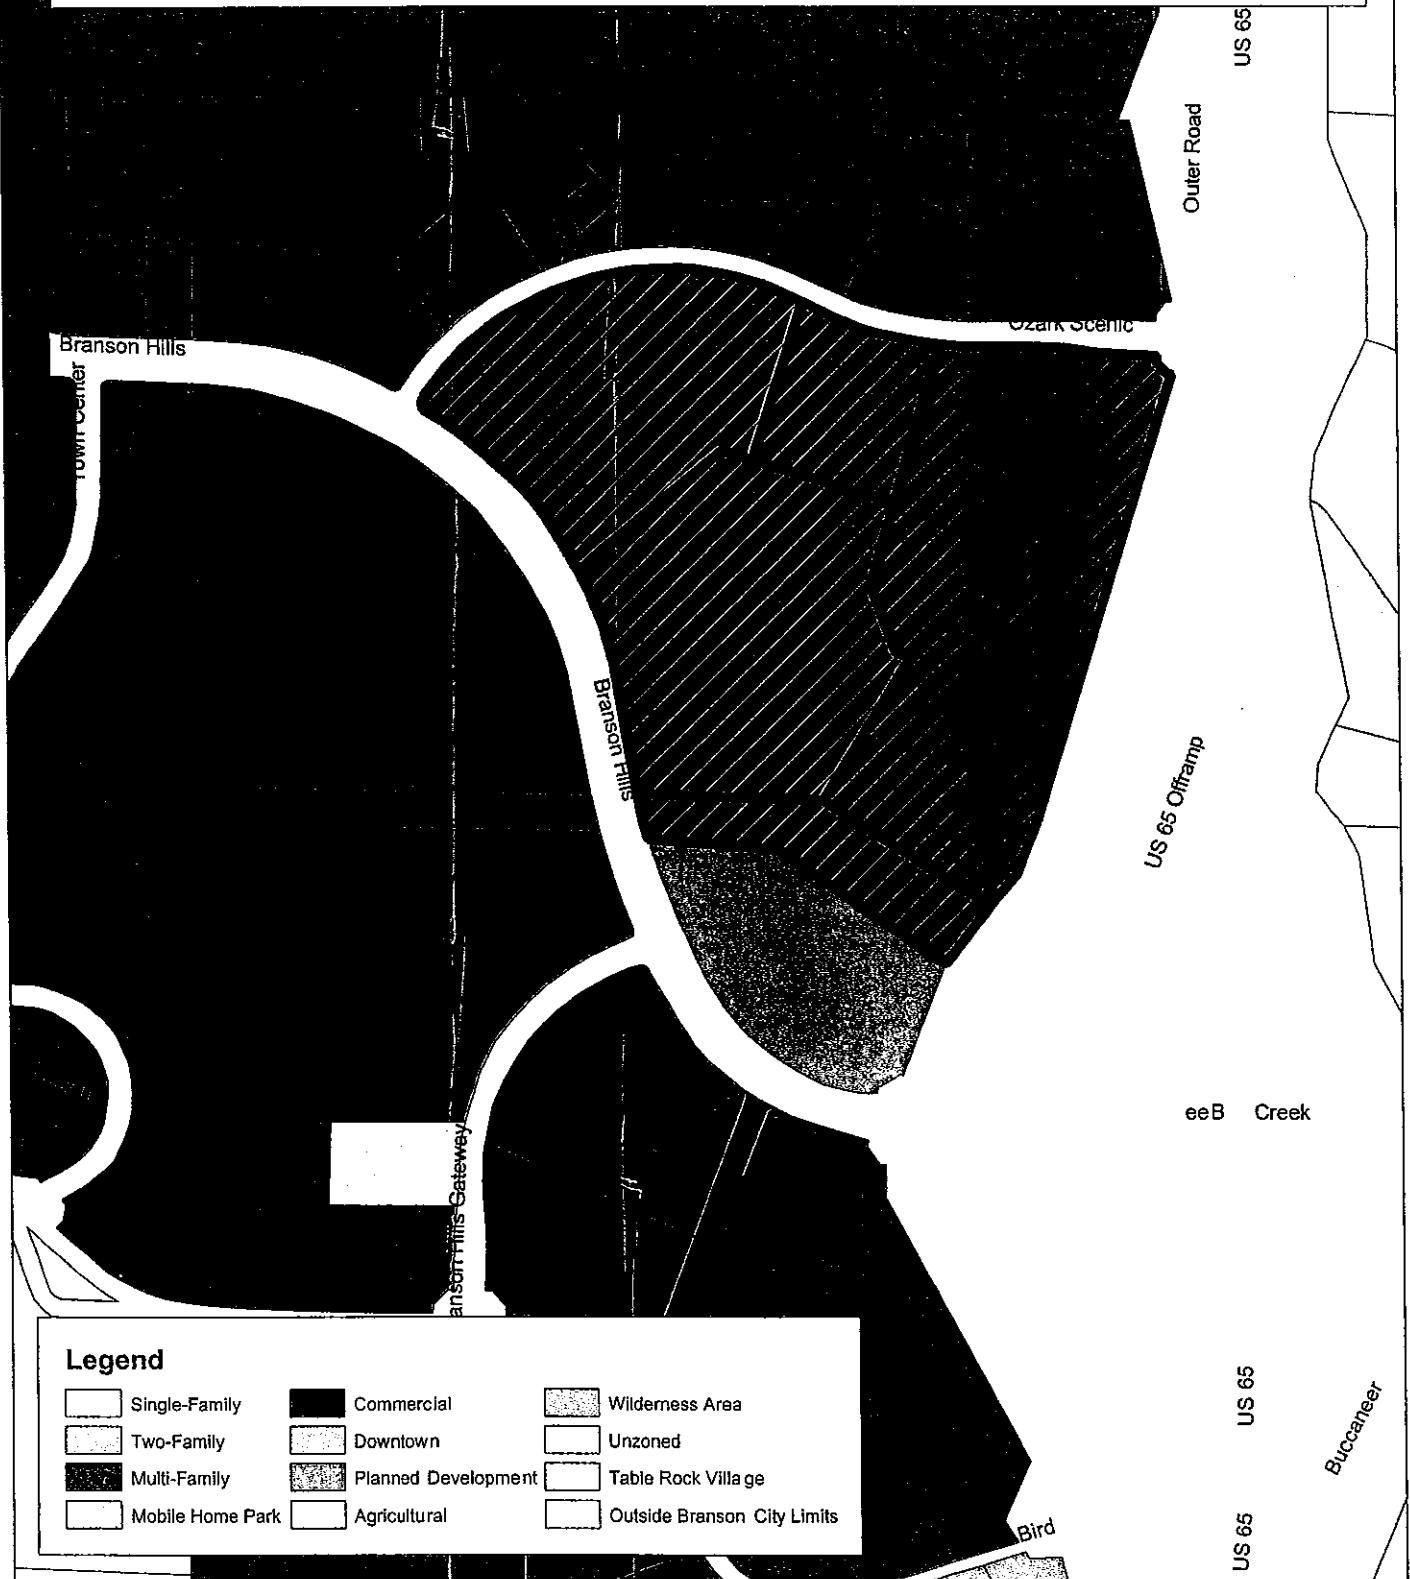 US 65
Outer Road
Ozark Scenic
Branson Hills
Town Center
Branson Hills
US 65 Offramp
eeB Creek
anson Hills Gateway
Legend
Single-Family
Commercial
Wilderness Area
Two-Family
Downtown
Unzoned
Multi-Family
Planned Development
Table Rock Village
Mobile Home Park
Agricultural
Outside Branson City Limits
US 65
Buccaneer
Bird
US 65